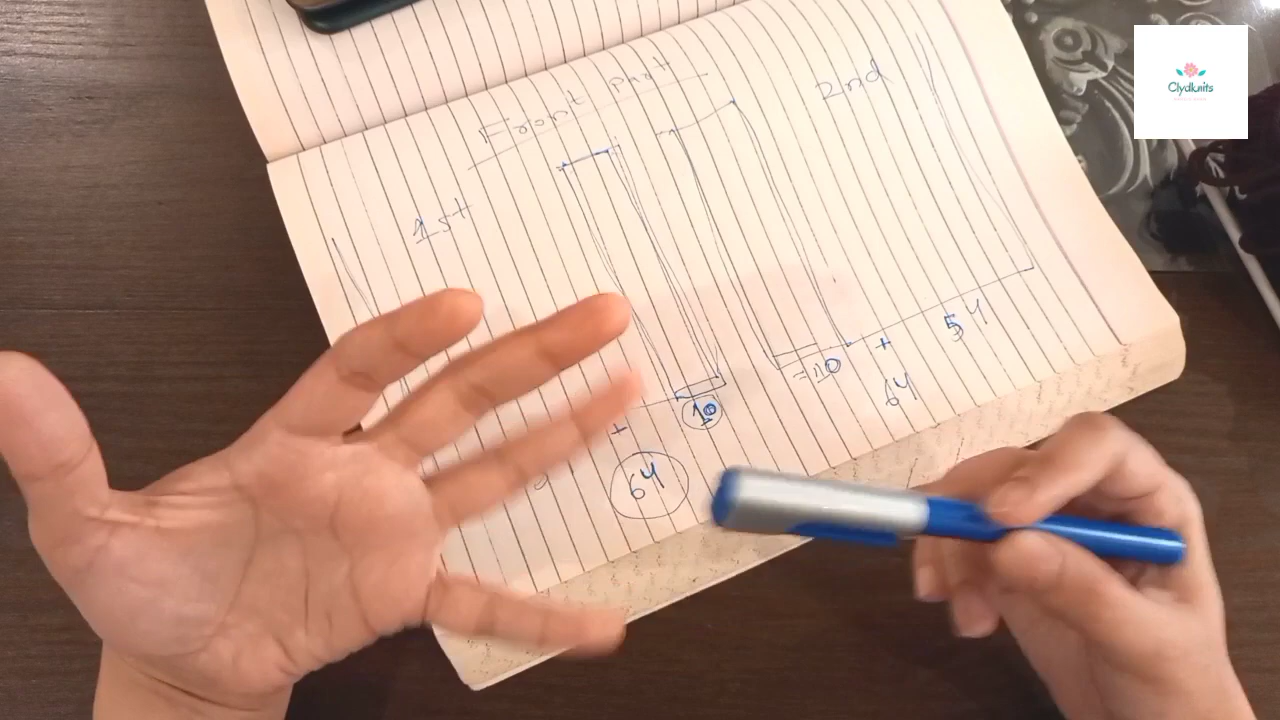 Clydknits
Front part
1st
2nd
10
+
64
=10
+
54
64